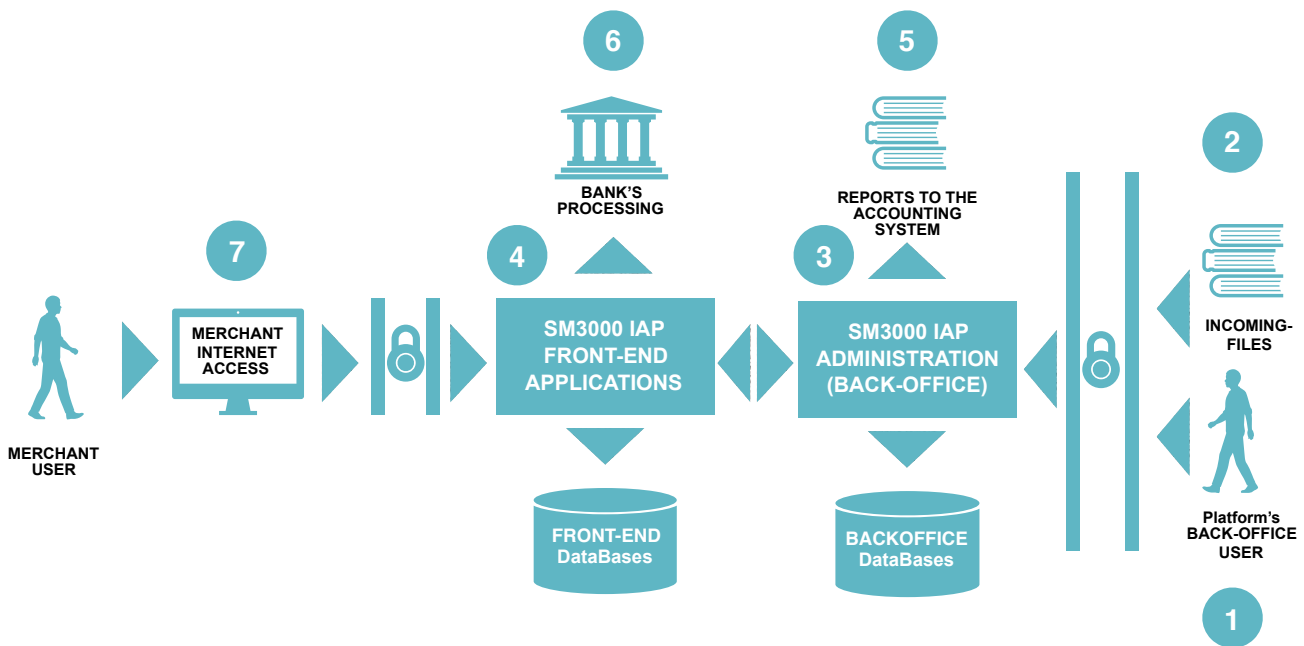 6
5
2
BANK'S
PROCESSING
REPORTS TO THE
ACCOUNTING
SYSTEM
7
4
3
MERCHANT
INTERNET
ACCESS
SM3000 IAP
FRONT-END
APPLICATIONS
SM3000 IAP
ADMINISTRATION
(BACK-OFFICE)
INCOMING-
FILES
MERCHANT
USER
FRONT-END
DataBases
BACKOFFICE
DataBases
Platform's
BACK-OFFICE
USER
1